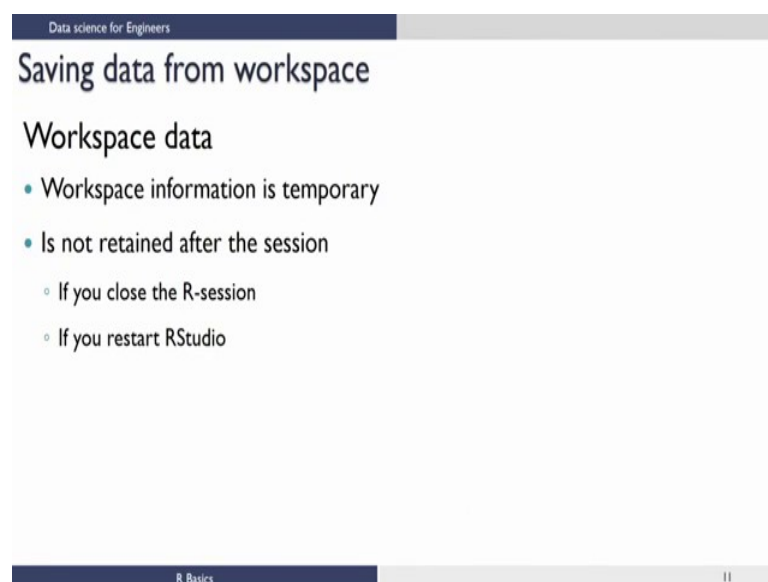 Data science for Engineers
Saving data from workspace
Workspace data
• Workspace information is temporary
• Is not retained after the session
◦ If you close the R-session
◦ If you restart RStudio
R Basics
11